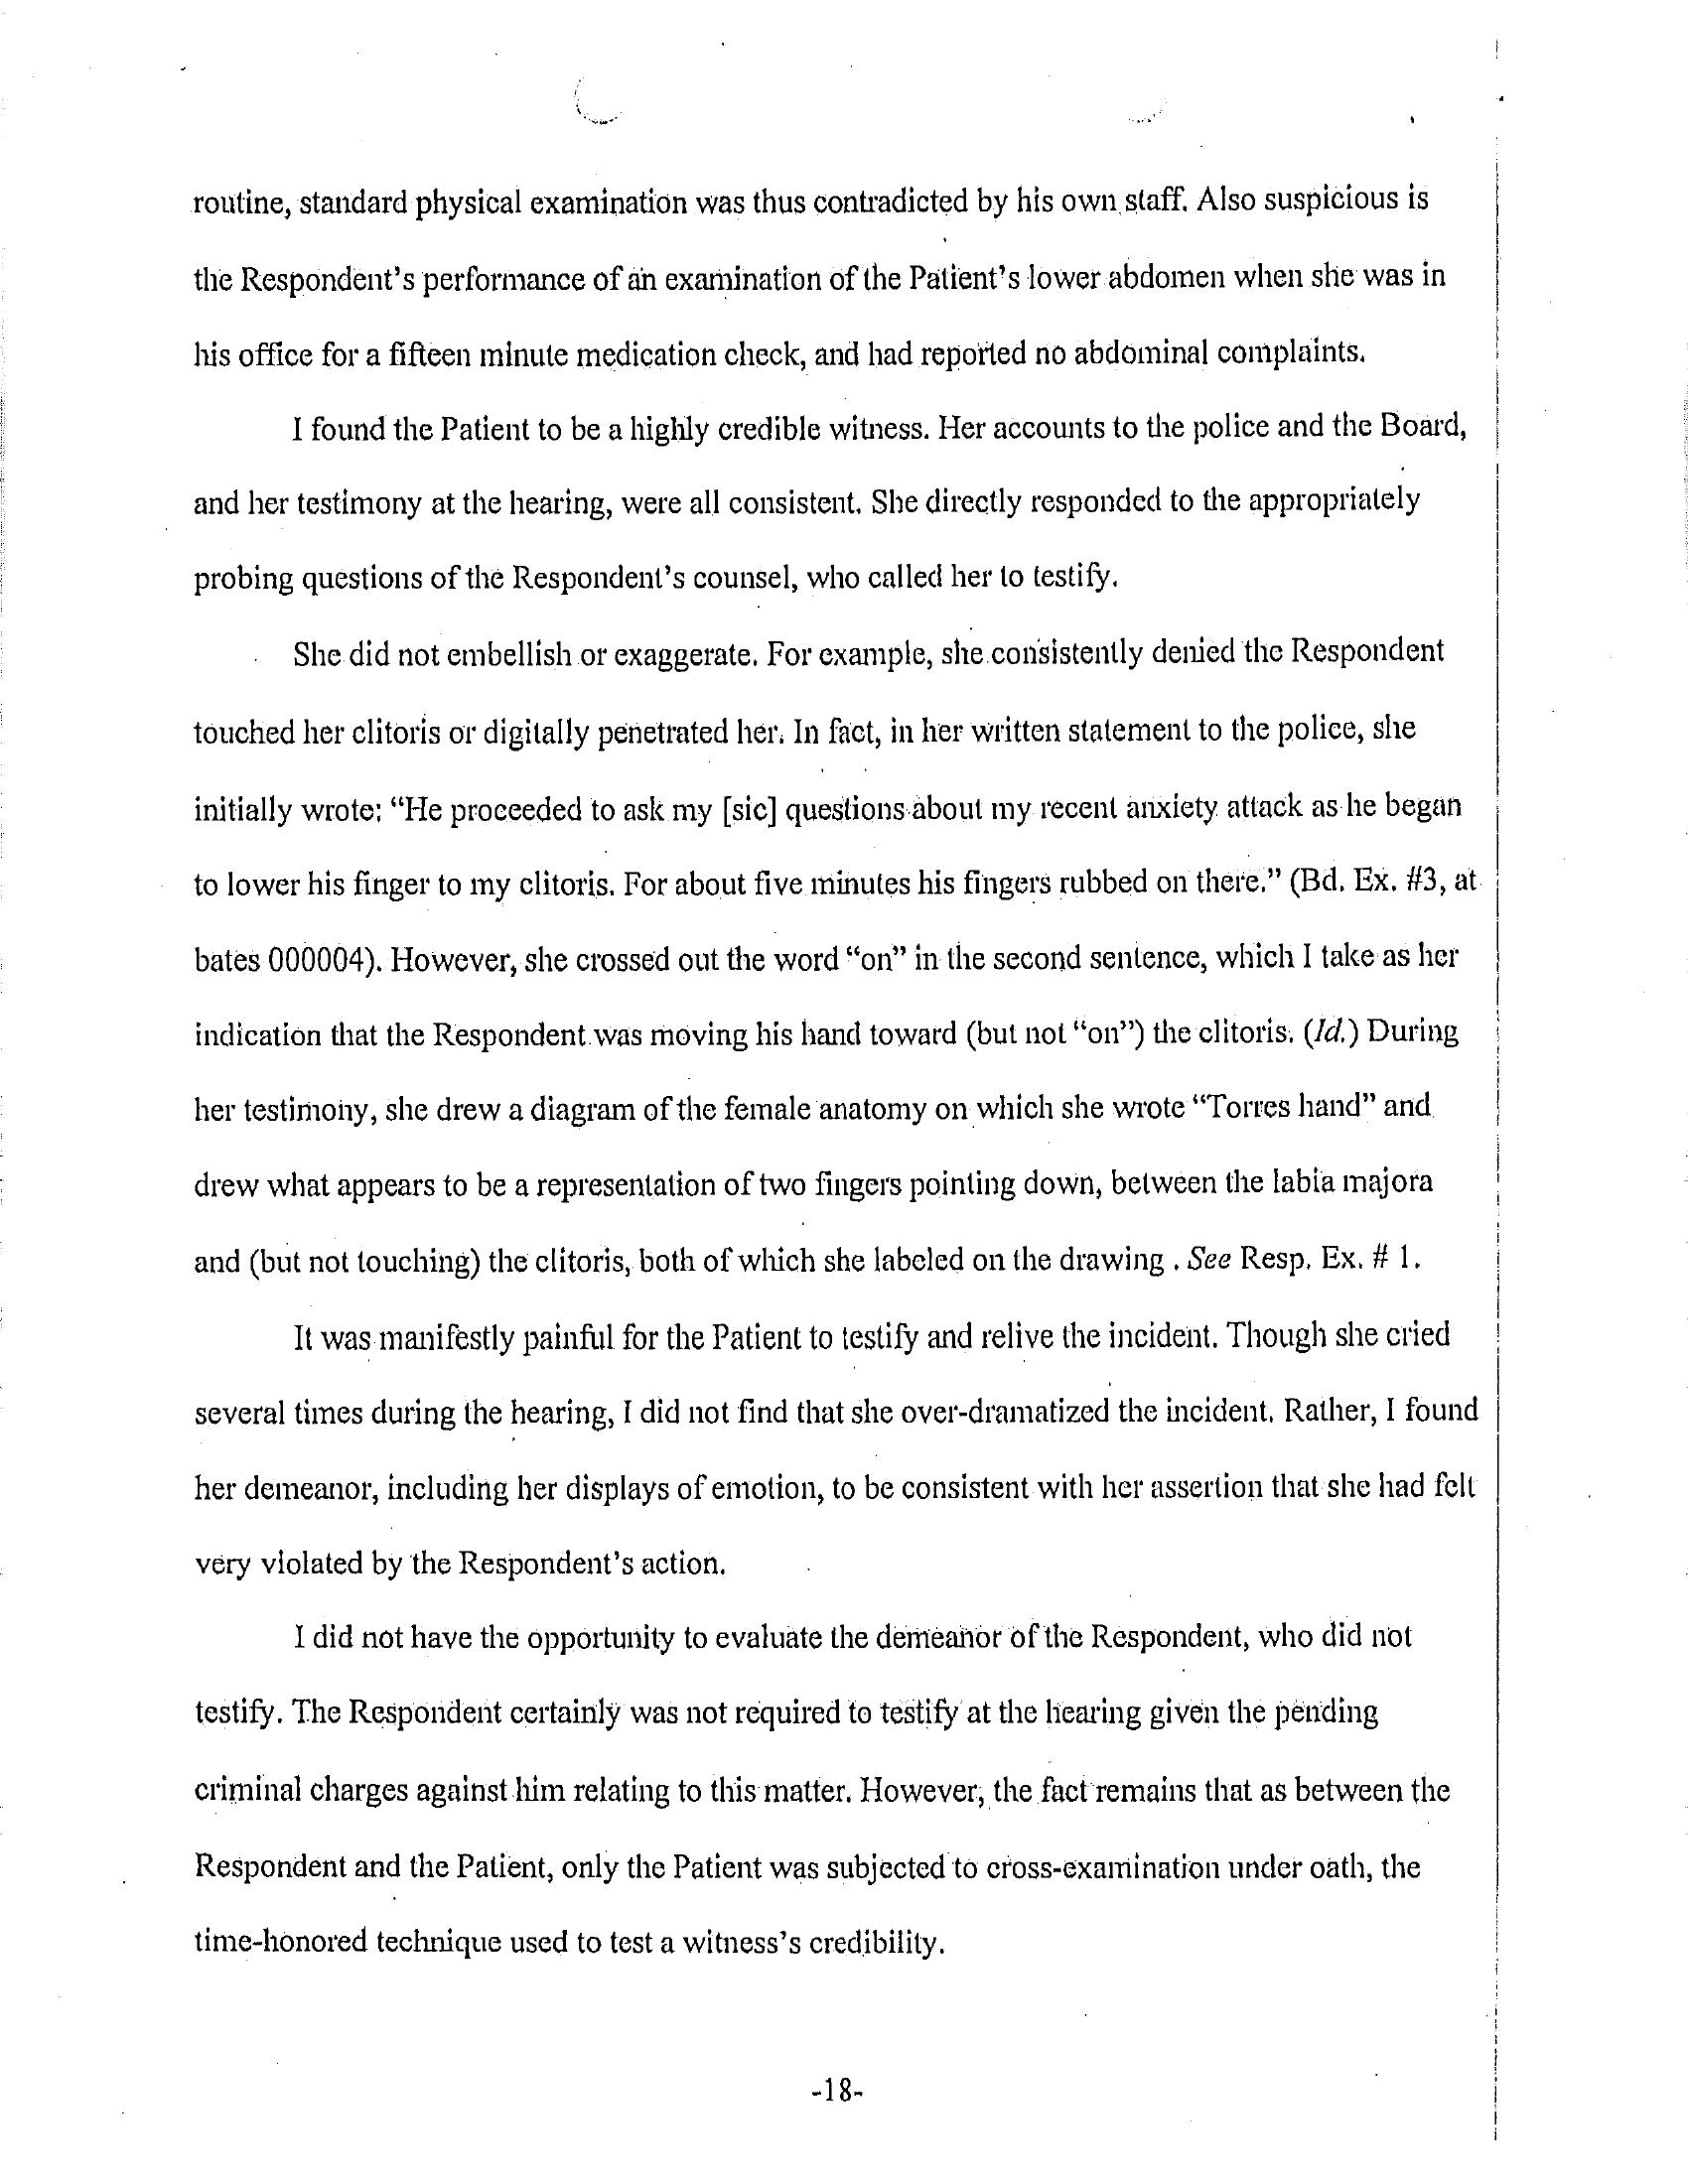 routine, standard physical examination was thus contradicted by his own staff. Also suspicious is
the Respondent's performance of an examination of the Patient's lower abdomen when she was in
his office for a fifteen minute medication check, and had reported no abdominal complaints.
I found the Patient to be a highly credible witness. Her accounts to the police and the Board,
and her testimony at the hearing, were all consistent. She directly responded to the appropriately
probing questions of the Respondent's counsel, who called her to testify.
She did not embellish or exaggerate. For example, she consistently denied the Respondent
touched her clitoris or digitally penetrated her. In fact, in her written statement to the police, she
initially wrote: "He proceeded to ask my [sic] questions about my recent anxiety attack as he began
to lower his finger to my clitoris. For about five minutes his fingers rubbed on there." (Bd. Ex. #3, at
bates 000004). However, she crossed out the word "on" in the second sentence, which I take as her
indication that the Respondent was moving his hand toward (but not "on") the clitoris. (Id.) During
her testimony, she drew a diagram of the female anatomy on which she wrote "Torres hand" and
drew what appears to be a representation of two fingers pointing down, between the labia majora
and (but not touching) the clitoris, both of which she labeled on the drawing . See Resp. Ex. # 1.
It was manifestly painful for the Patient to testify and relive the incident. Though she cried
several times during the hearing, I did not find that she over-dramatized the incident. Rather, I found
her demeanor, including her displays of emotion, to be consistent with her assertion that she had felt
very violated by the Respondent's action.
I did not have the opportunity to evaluate the demeanor of the Respondent, who did not
testify. The Respondent certainly was not required to testify at the hearing given the pending
criminal charges against him relating to this matter. However, the fact remains that as between the
Respondent and the Patient, only the Patient was subjected to cross-examination under oath, the
time-honored technique used to test a witness's credibility.
-18-